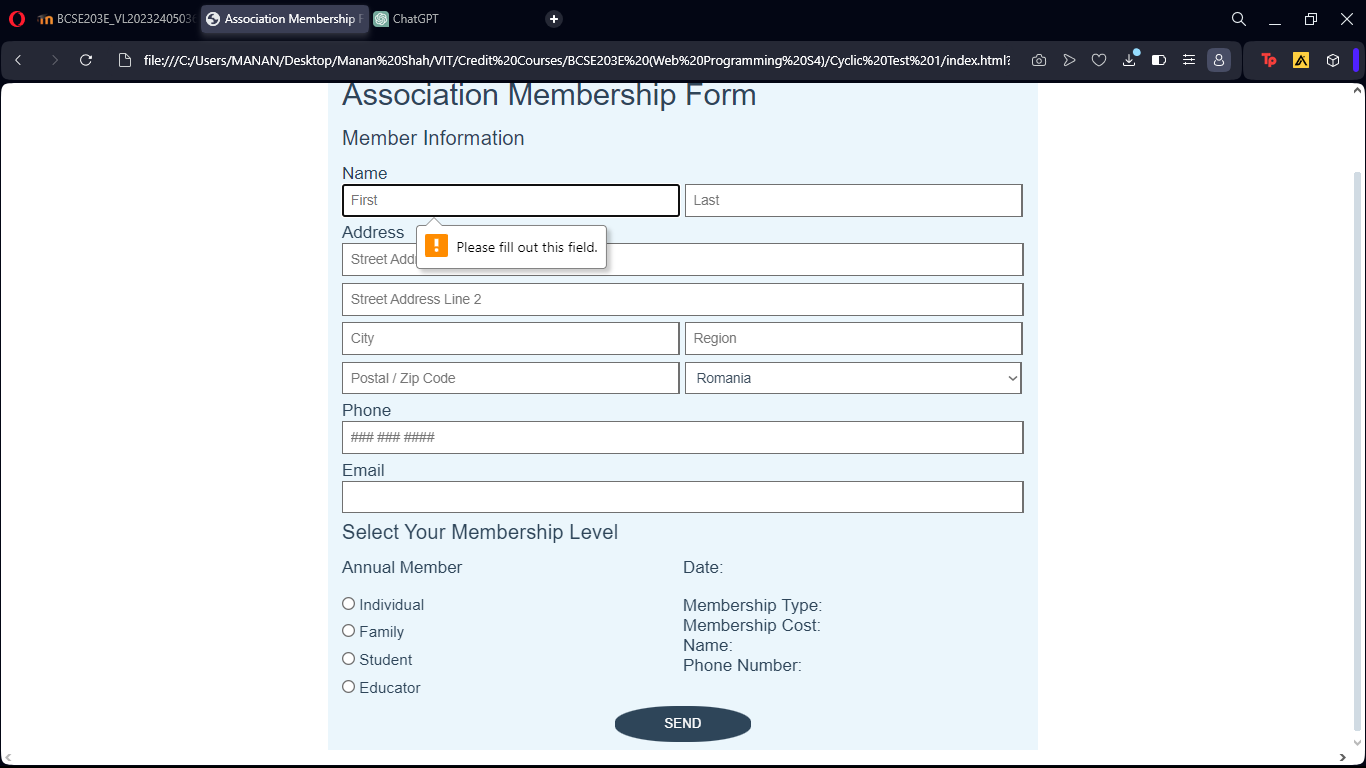 BCSE203E_VL2023240503
Association Membership F
ChatGPT
file:///C:/Users/MANAN/Desktop/Manan%20Shah/VIT/Credit%20Courses/BCSE203E%20(Web%20Programming%20S4)/Cyclic%20Test%201/index.html?
Association Membership Form
Member Information
Name
First Last
Address
Please fill out this field.
Street Addr
Street Address Line 2
City Region
Postal / Zip Code Romania
Phone
### ### ####
Email
Select Your Membership Level
Annual Member Date:
Individual Membership Type:
Membership Cost:
Family Name:
Student Phone Number:
Educator
SEND